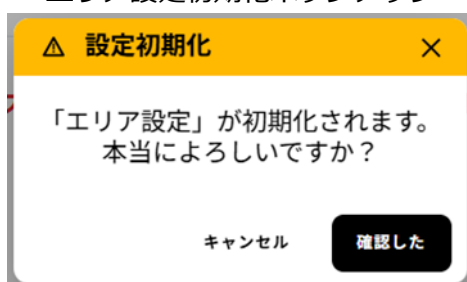 設定初期化
「エリア設定」が初期化されます。
本当によろしいですか?
キャンセル
確認した